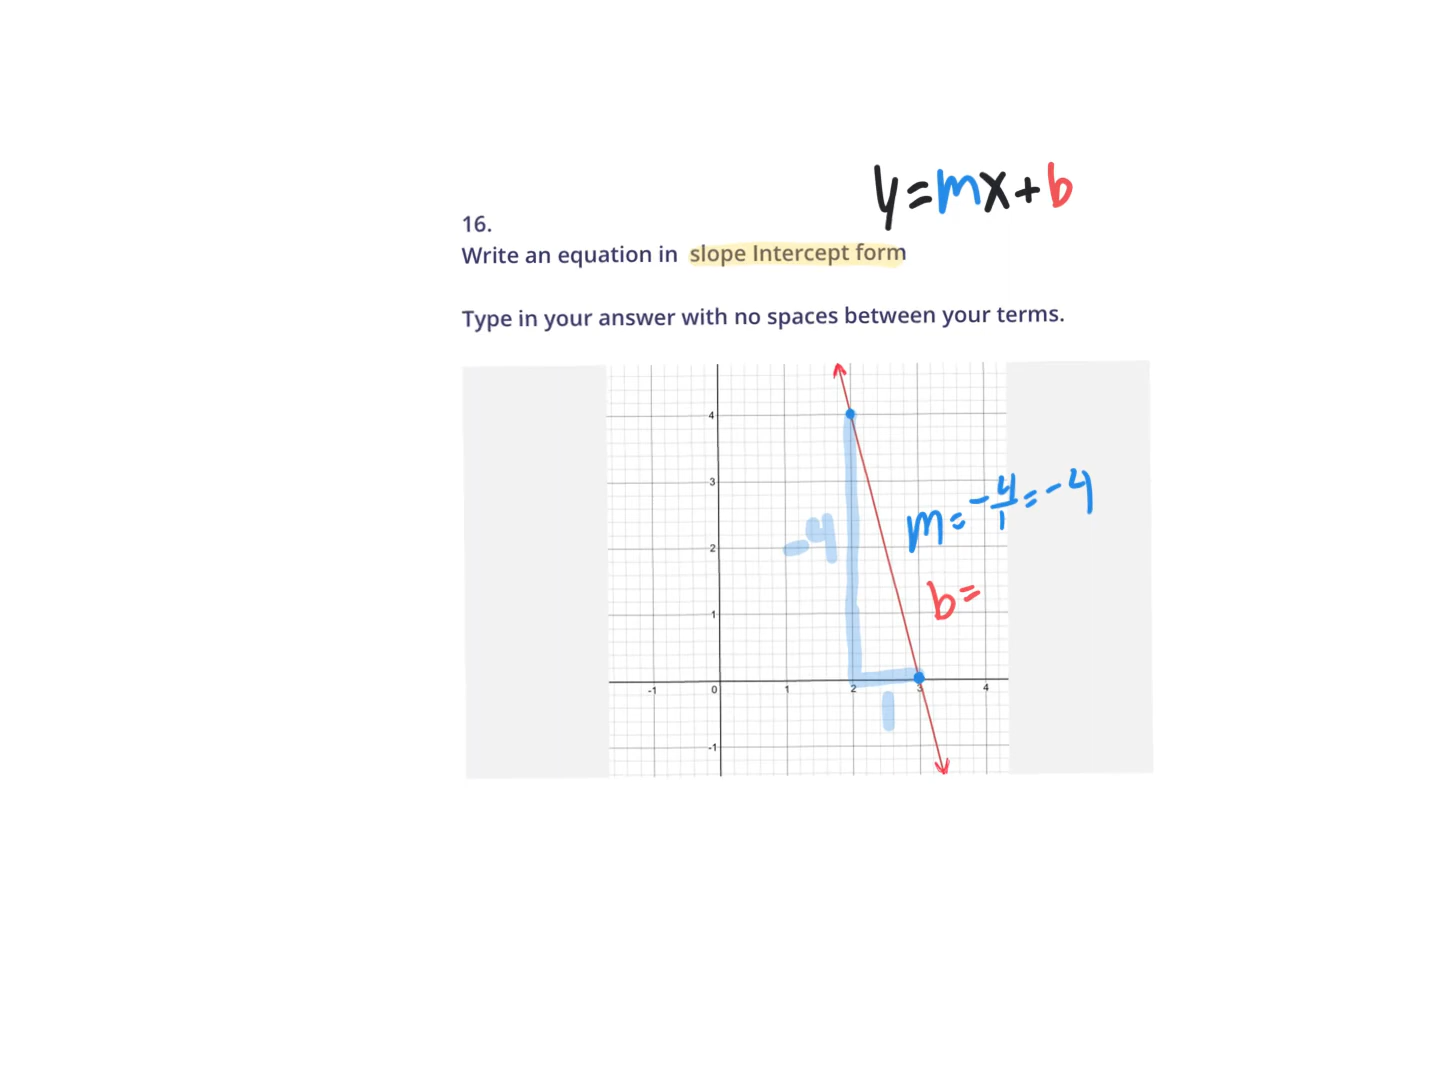 y=mx+b
16.
Write an equation in slope Intercept form
Type in your answer with no spaces between your terms.
4
3
m=-4/1=-4
-4
2
b=
1
-1 0 1 2 3 4
1
-1